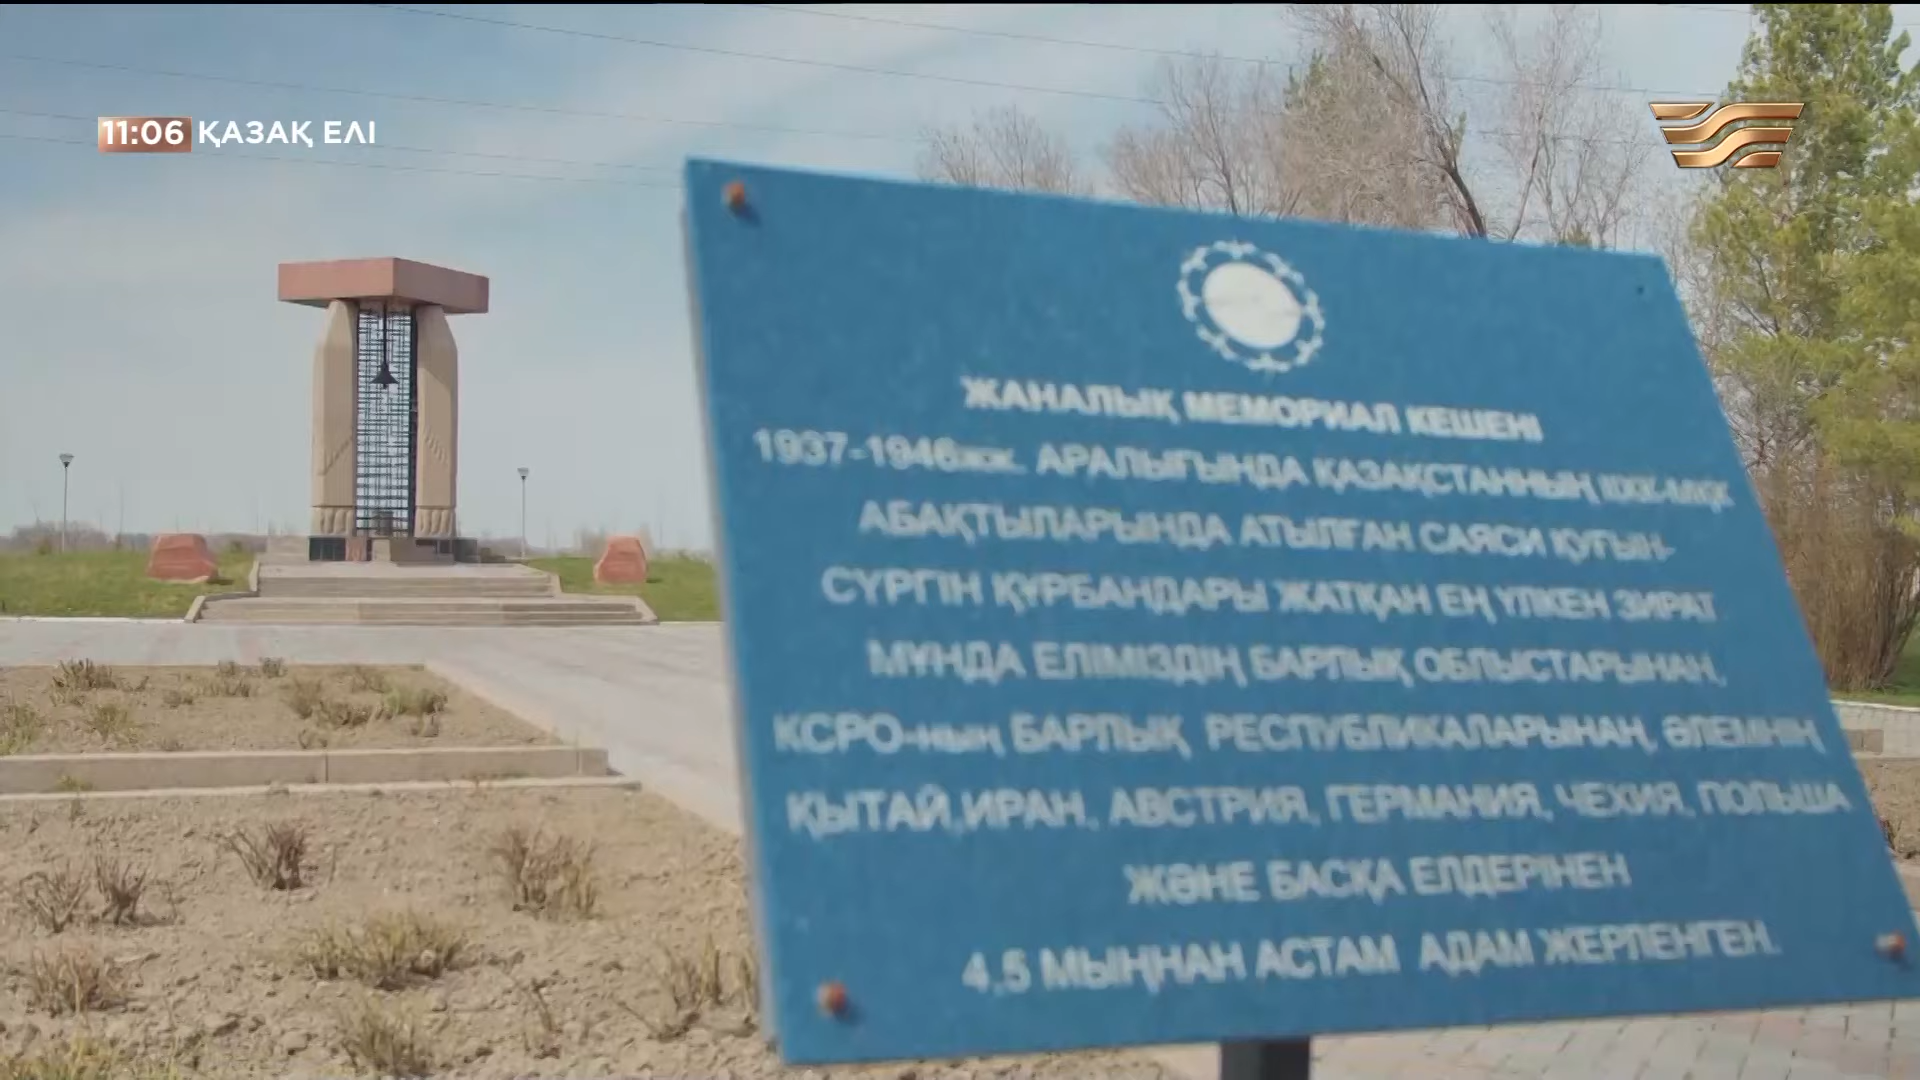 11:06 ҚАЗАҚ ЕЛІ
ЖАНАЛЫҚ МЕМОРИАЛ КЕШЕНІ
1937-1946жж. АРАЛЫҒЫНДА ҚАЗАҚСТАННЫҢ
АБАҚТЫЛАРЫНДА АТЫЛҒАН САЯСИ ҚУҒЫН-
СҮРГІН ҚҰРБАНДАРЫ ЖАТҚАН ЕҢ ҮЛКЕН ЗИРАТ
МҰНДА ЕЛІМІЗДІҢ БАРЛЫҚ ОБЛЫСТАРЫНАН,
КСРО-ның БАРЛЫҚ РЕСПУБЛИКАЛАРЫНАН, ӘЛЕМНІҢ
ҚЫТАЙ,ИРАН, АВСТРИЯ, ГЕРМАНИЯ, ЧЕХИЯ, ПОЛЬША
ЖӘНЕ БАСҚА ЕЛДЕРІНЕН
4,5 МЫҢНАН АСТАМ АДАМ ЖЕРЛЕНГЕН.